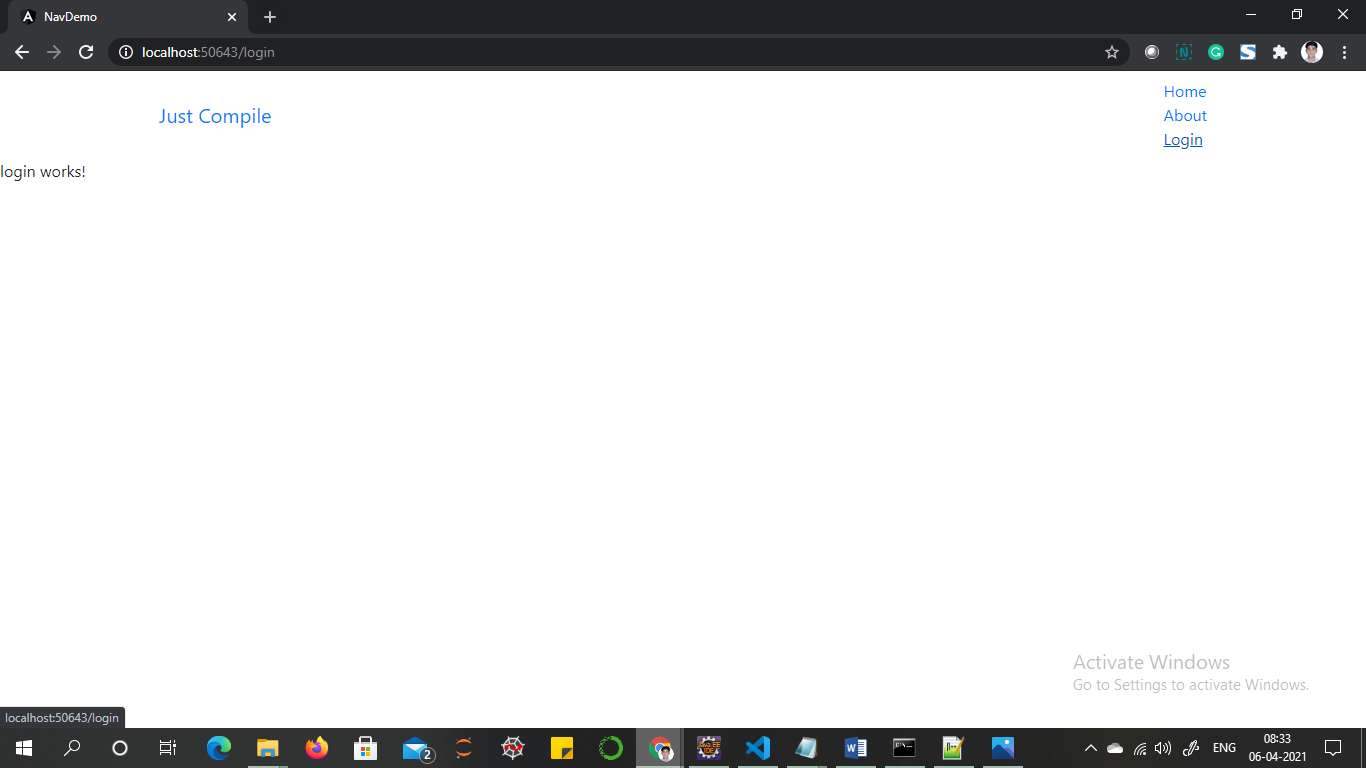 NavDemo
localhost:50643/login
Just Compile
Home
About
Login
login works!
Activate Windows
Go to Settings to activate Windows.
localhost:50643/login
2
ENG
08:33
06-04-2021